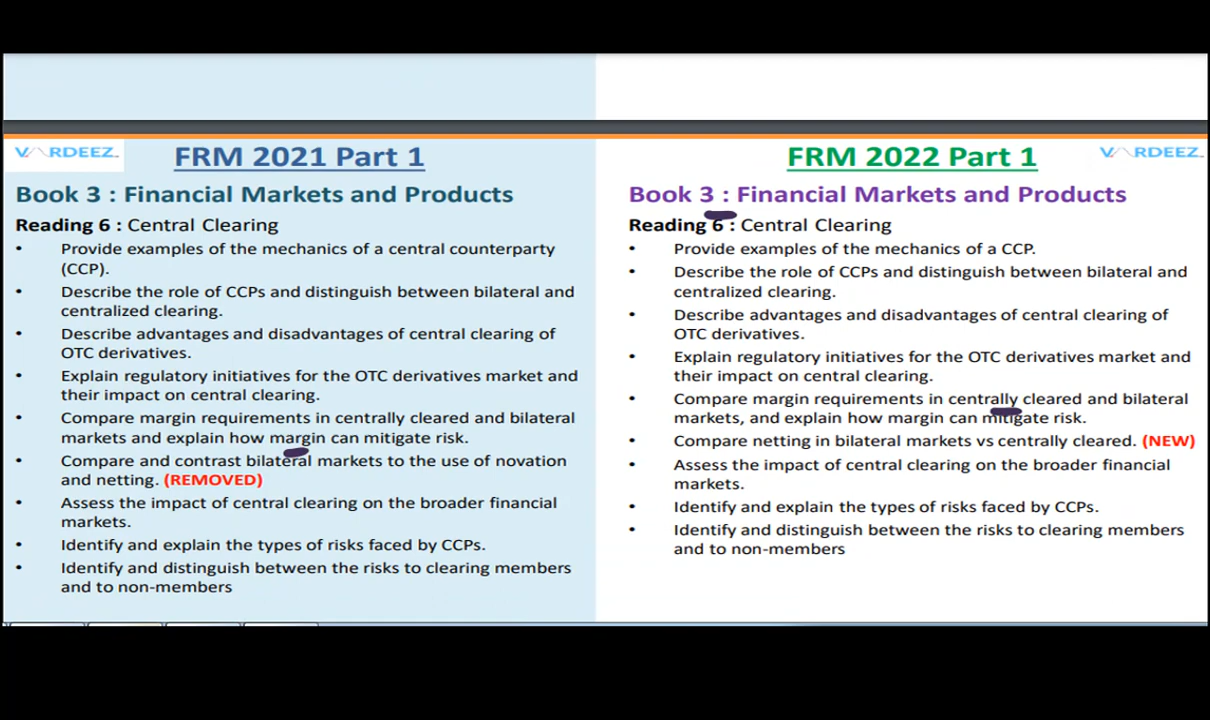 VARDEEZ
FRM 2021 Part 1
Book 3 : Financial Markets and Products
Reading 6 : Central Clearing
• Provide examples of the mechanics of a central counterparty
(CCP).
• Describe the role of CCPs and distinguish between bilateral and
centralized clearing.
• Describe advantages and disadvantages of central clearing of
OTC derivatives.
• Explain regulatory initiatives for the OTC derivatives market and
their impact on central clearing.
• Compare margin requirements in centrally cleared and bilateral
markets and explain how margin can mitigate risk.
• Compare and contrast bilateral markets to the use of novation
and netting. (REMOVED)
• Assess the impact of central clearing on the broader financial
markets.
• Identify and explain the types of risks faced by CCPs.
• Identify and distinguish between the risks to clearing members
and to non-members
FRM 2022 Part 1
VARDEEZ
Book 3 : Financial Markets and Products
Reading 6 : Central Clearing
• Provide examples of the mechanics of a CCP.
• Describe the role of CCPs and distinguish between bilateral and
centralized clearing.
• Describe advantages and disadvantages of central clearing of
OTC derivatives.
• Explain regulatory initiatives for the OTC derivatives market and
their impact on central clearing.
• Compare margin requirements in centrally cleared and bilateral
markets, and explain how margin can mitigate risk.
• Compare netting in bilateral markets vs centrally cleared. (NEW)
• Assess the impact of central clearing on the broader financial
markets.
• Identify and explain the types of risks faced by CCPs.
• Identify and distinguish between the risks to clearing members
and to non-members